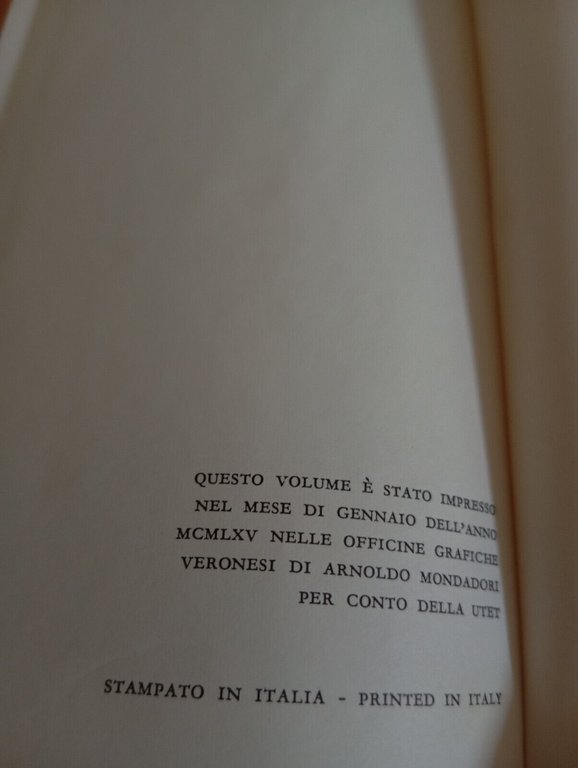 QUESTO VOLUME È STATO IMPRESSO
NEL MESE DI GENNAIO DELL'ANNO
MCMLXV NELLE OFFICINE GRAFICHE
VERONESI DI ARNOLDO MONDADORI
PER CONTO DELLA UTET
STAMPATO IN ITALIA - PRINTED IN ITALY